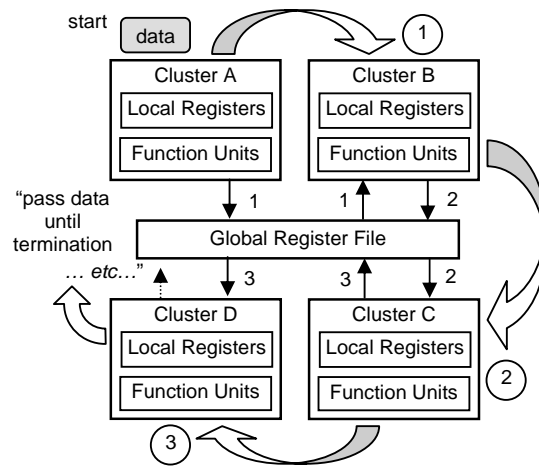 start
data
1
Cluster A
Local Registers
Function Units
Cluster B
Local Registers
Function Units
1
1
2
“pass data
until
termination
… etc…”
Global Register File
3
3
2
Cluster D
Local Registers
Function Units
Cluster C
Local Registers
Function Units
2
3